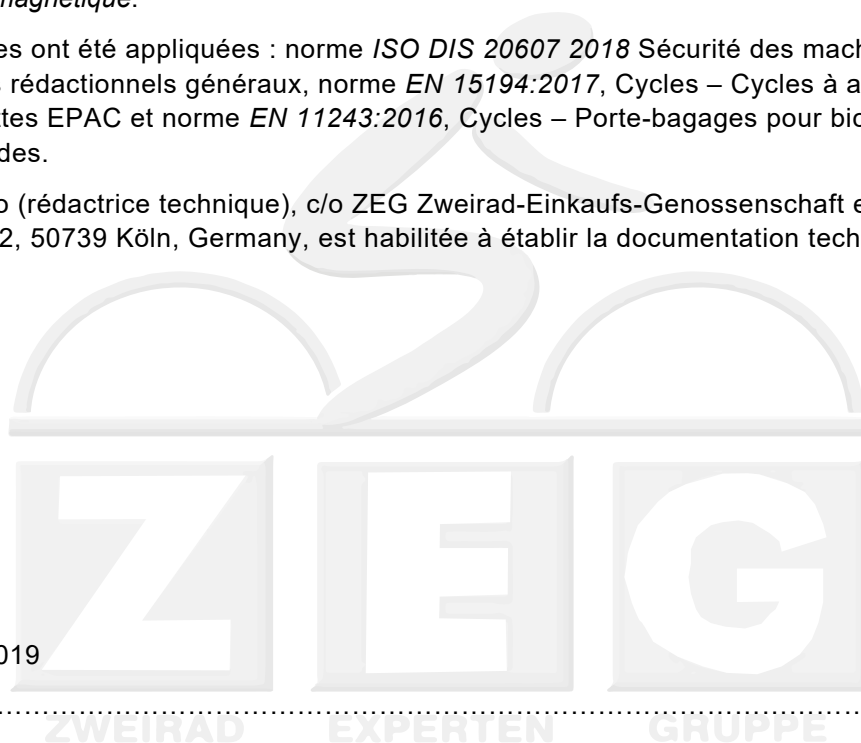 magnétique.
es ont été appliquées : norme ISO DIS 20607 2018 Sécurité des mach
rédactionnels généraux, norme EN 15194:2017, Cycles – Cycles à a
tes EPAC et norme EN 11243:2016, Cycles – Porte-bagages pour bic
des.
o (rédactrice technique), c/o ZEG Zweirad-Einkaufs-Genossenschaft e
2, 50739 Köln, Germany, est habilitée à établir la documentation tech
ZEG
019
ZWEIRAD EXPERTEN GRUPPE